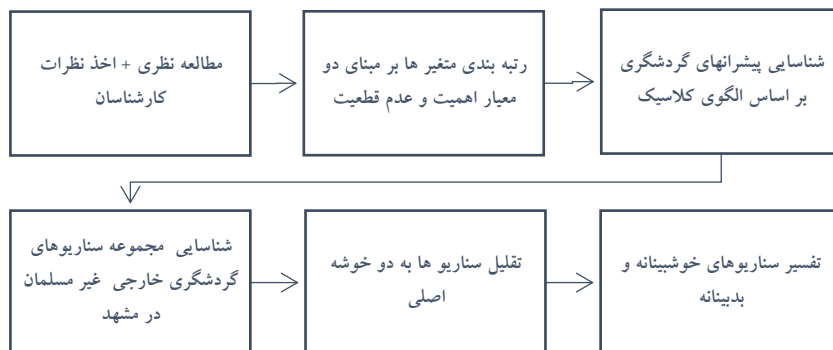 مطالعه نظری + اخذ نظرات
کارشناسان
رتبه بندی متغیر ها بر مبنای دو
معیار اهمیت و عدم قطعیت
شناسایی پیشرانهای گردشگری
بر اساس الگوی کلاسیک
شناسایی مجموعه سناریوهای
گردشگری خارجی غیر مسلمان
در مشهد
تقلیل سناریو ها به دو خوشه
اصلی
تفسیر سناریوهای خوشبینانه و
بدبینانه